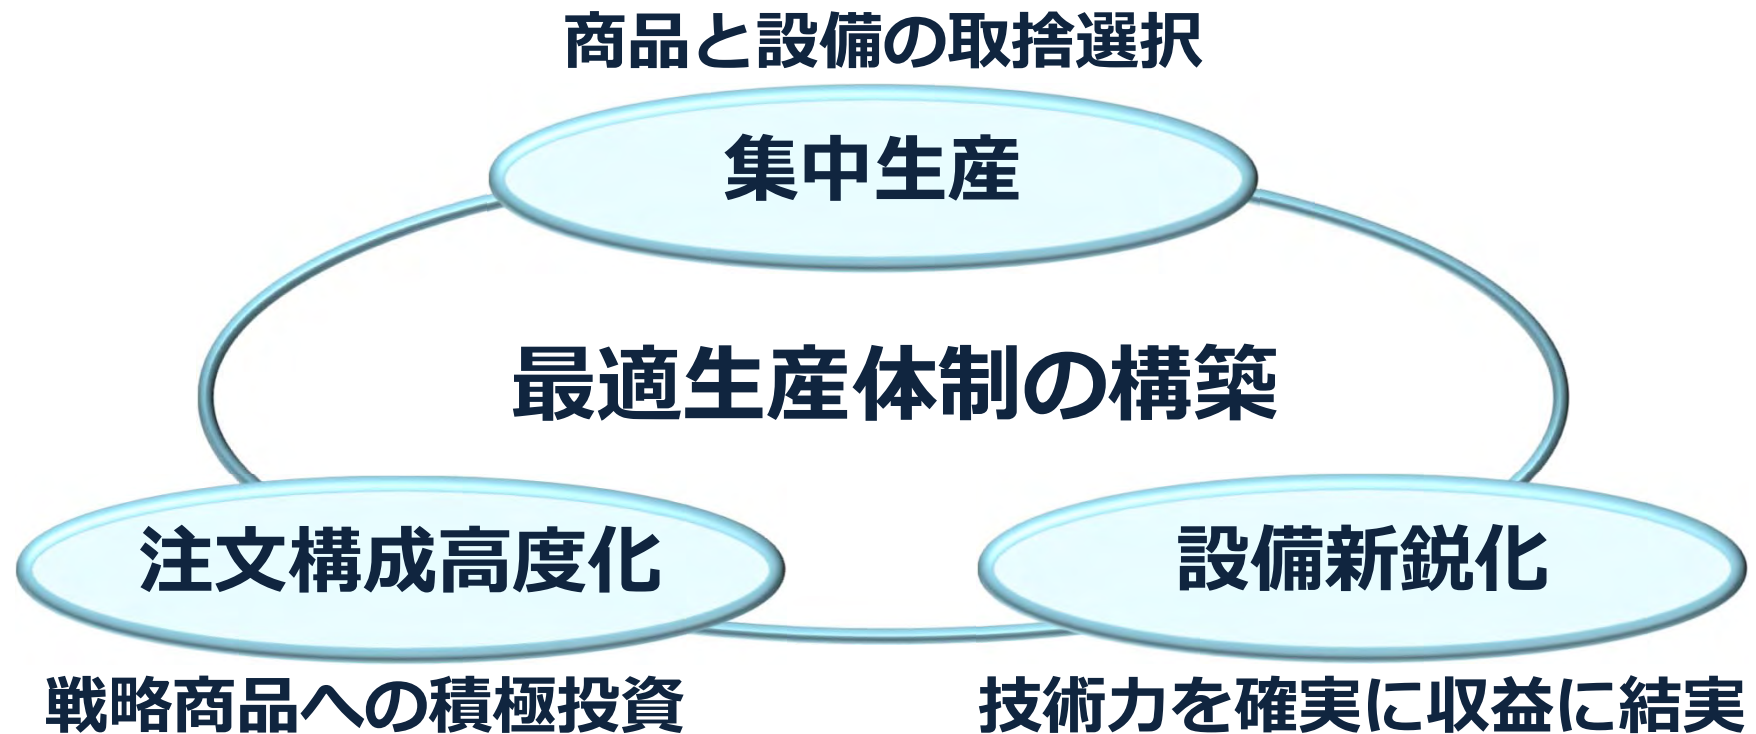 商品と設備の取捨選択
集中生産
最適生産体制の構築
注文構成高度化
設備新鋭化
戦略商品への積極投資
技術力を確実に収益に結実